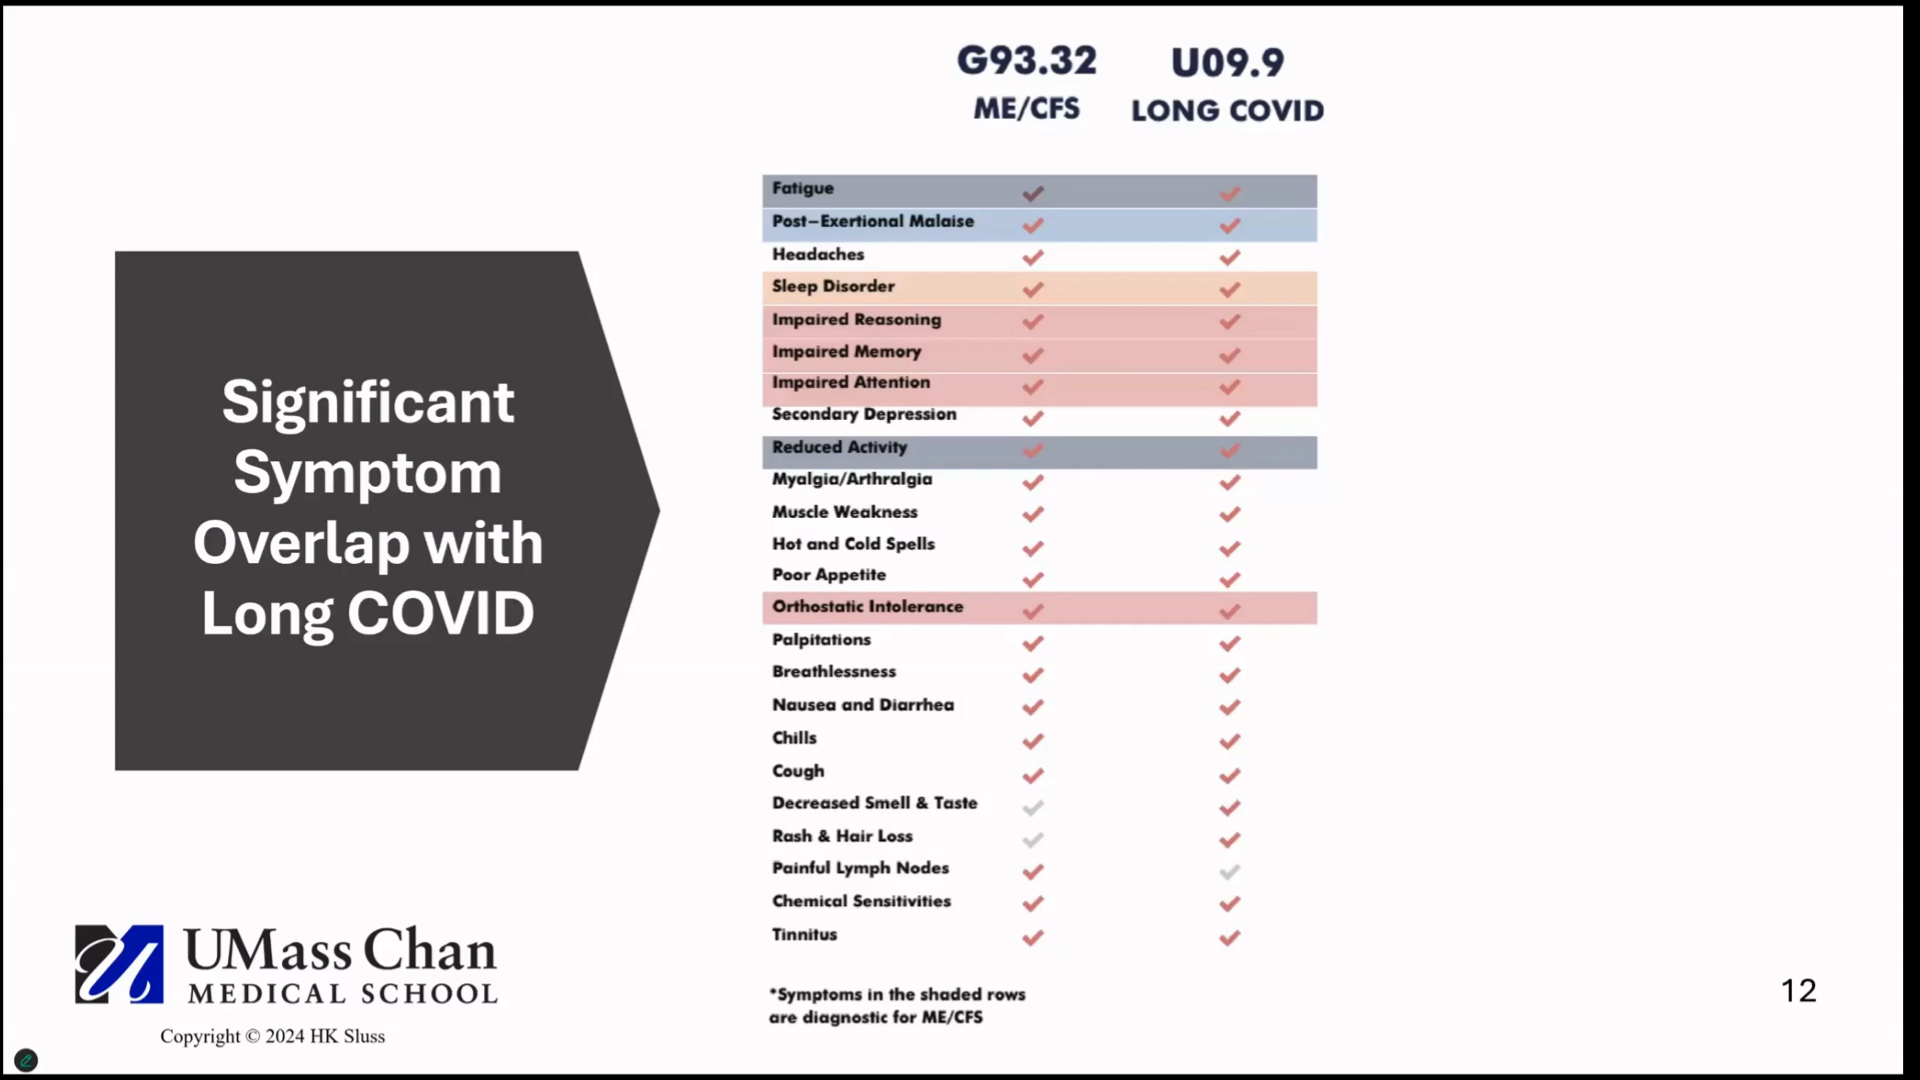 G93.32 U09.9
ME/CFS LONG COVID
Significant
Symptom
Overlap with
Long COVID
Fatigue ✓ ✓
Post-Exertional Malaise ✓ ✓
Headaches ✓ ✓
Sleep Disorder ✓ ✓
Impaired Reasoning ✓ ✓
Impaired Memory ✓ ✓
Impaired Attention ✓ ✓
Secondary Depression ✓ ✓
Reduced Activity ✓ ✓
Myalgia/Arthralgia ✓ ✓
Muscle Weakness ✓ ✓
Hot and Cold Spells ✓ ✓
Poor Appetite ✓ ✓
Orthostatic Intolerance ✓ ✓
Palpitations ✓ ✓
Breathlessness ✓ ✓
Nausea and Diarrhea ✓ ✓
Chills ✓ ✓
Cough ✓ ✓
Decreased Smell & Taste ✓ ✓
Rash & Hair Loss ✓ ✓
Painful Lymph Nodes ✓ ✓
Chemical Sensitivities ✓ ✓
Tinnitus ✓ ✓
*Symptoms in the shaded rows
are diagnostic for ME/CFS
UMass Chan
MEDICAL SCHOOL
Copyright © 2024 HK Sluss
12